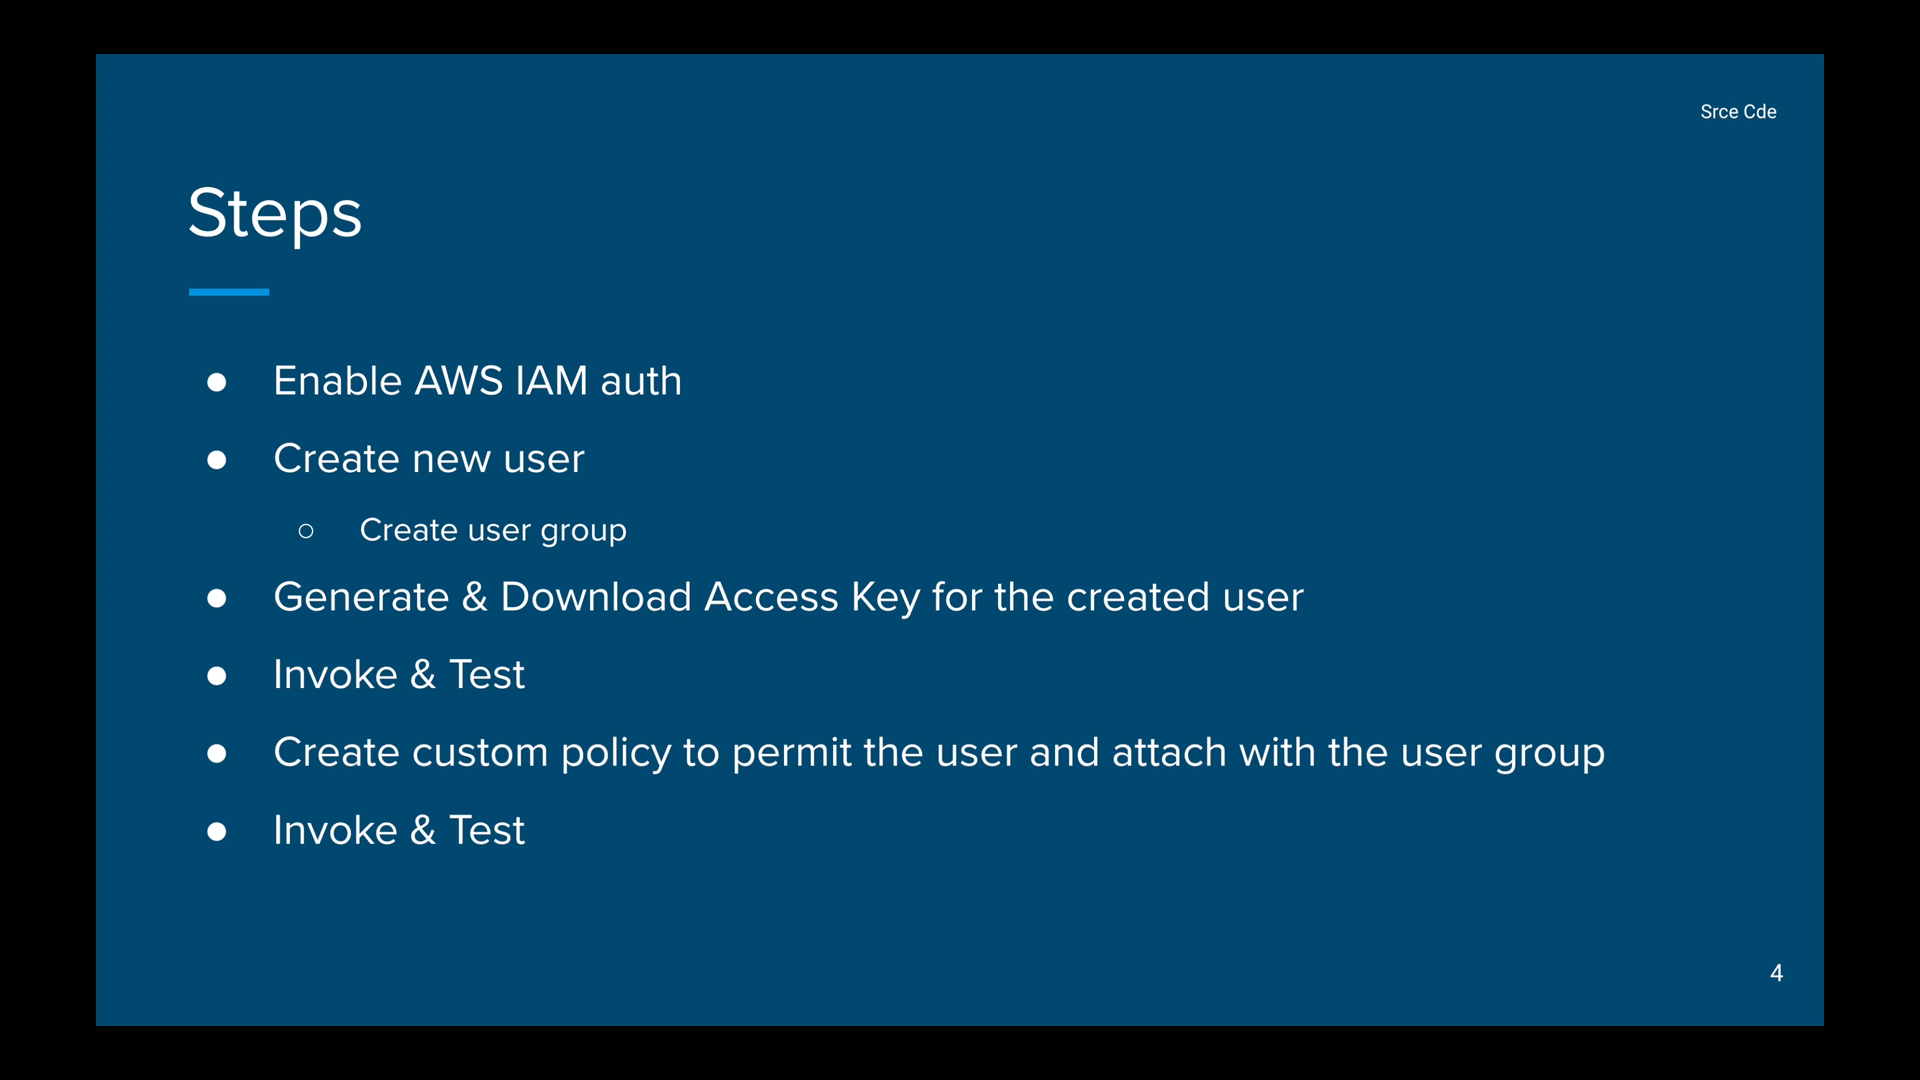 Srce Cde
Steps
● Enable AWS IAM auth
● Create new user
○ Create user group
● Generate & Download Access Key for the created user
● Invoke & Test
● Create custom policy to permit the user and attach with the user group
● Invoke & Test
4